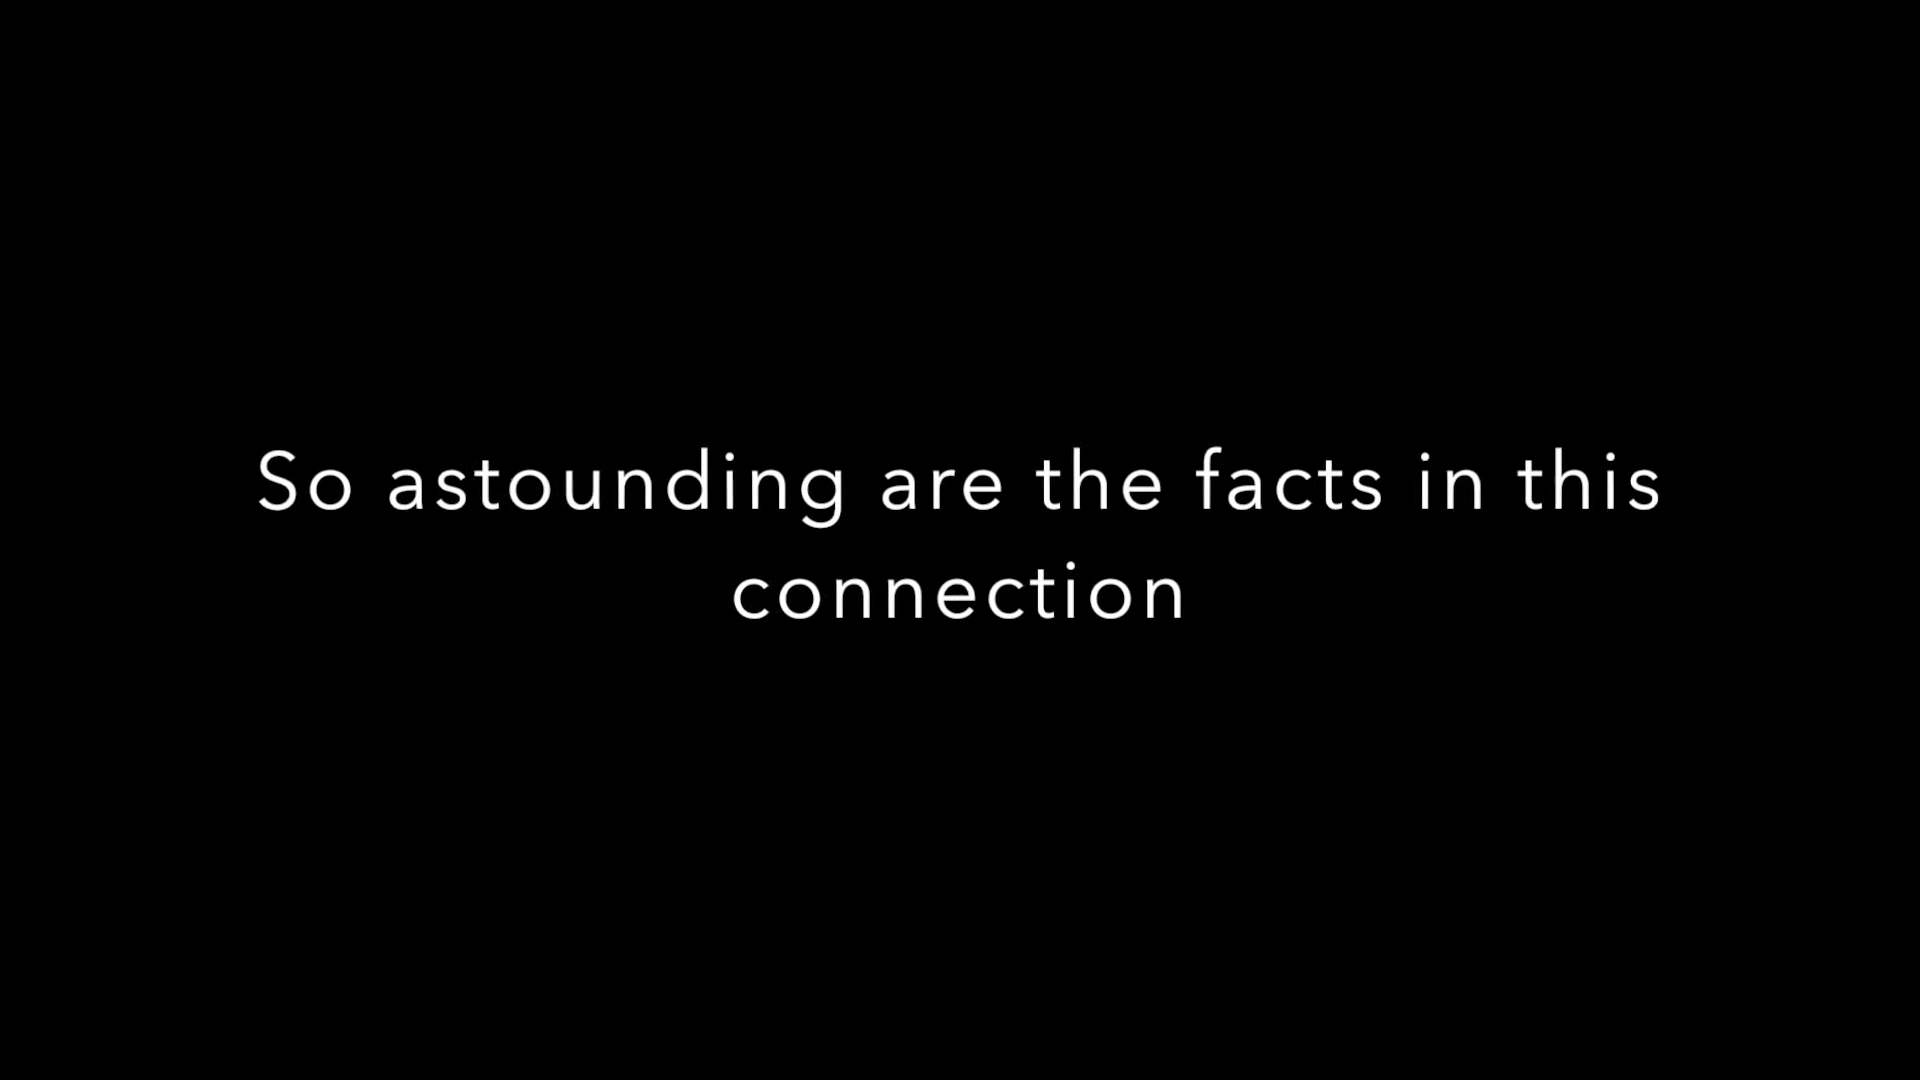 So astounding are the facts in this
connection